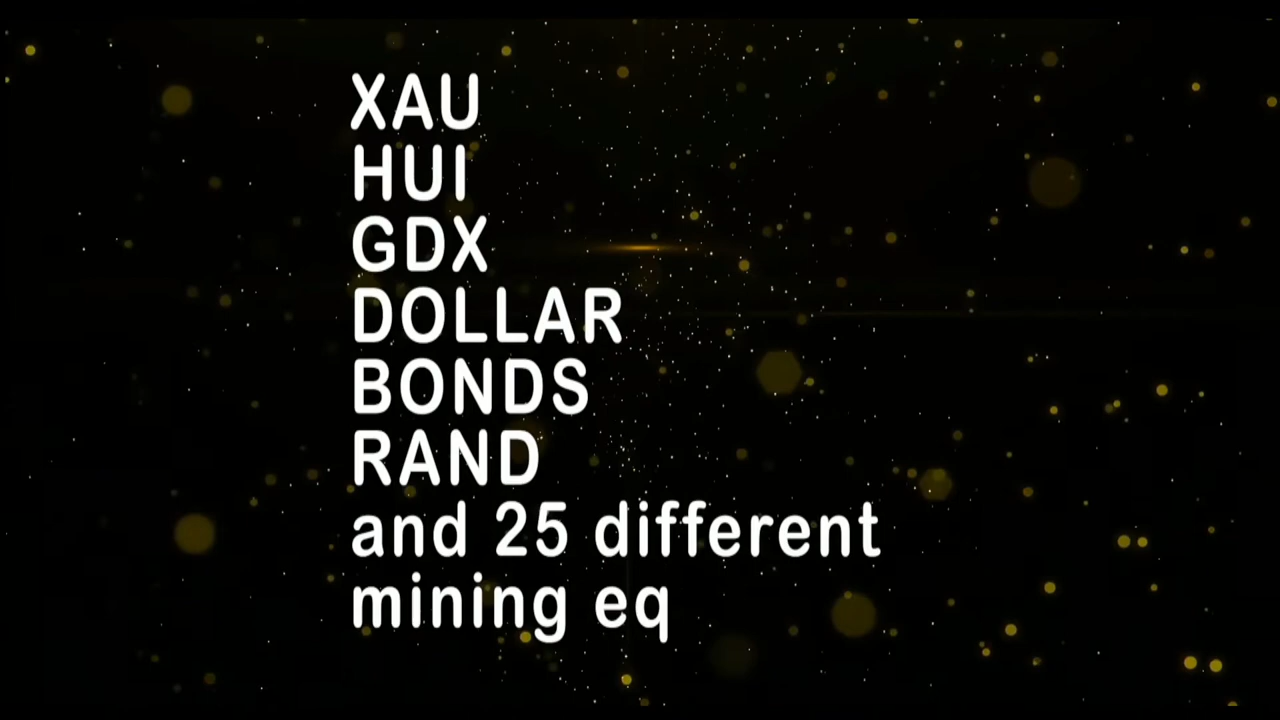 XAU
HUI
GDX
DOLLAR
BONDS
RAND
and 25 different
mining eq